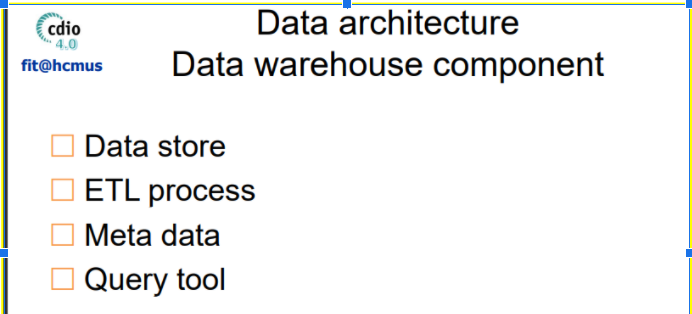 cdio
4.0
fit@hcmus
Data architecture
Data warehouse component
Data store
ETL process
Meta data
Query tool